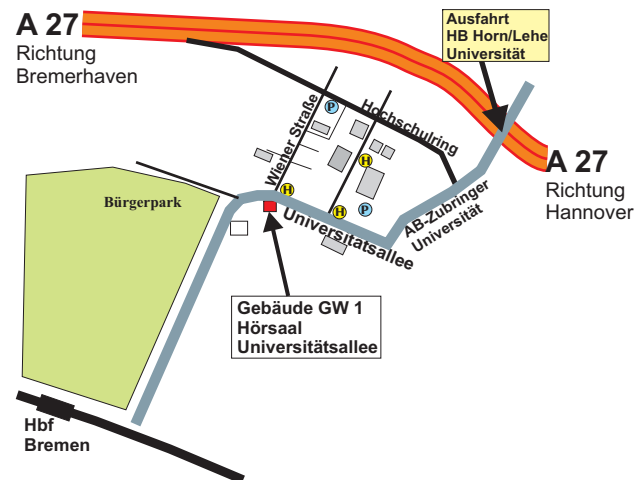 A 27
Richtung
Bremerhaven
Ausfahrt
HB Horn/Lehe
Universität
P
Hochschulring
Wiener Straße
H
A 27
Richtung
Hannover
Bürgerpark
H
H
P
AB-Zubringer
Universität
Universitätsallee
Gebäude GW 1
Hörsaal
Universitätsallee
Hbf
Bremen